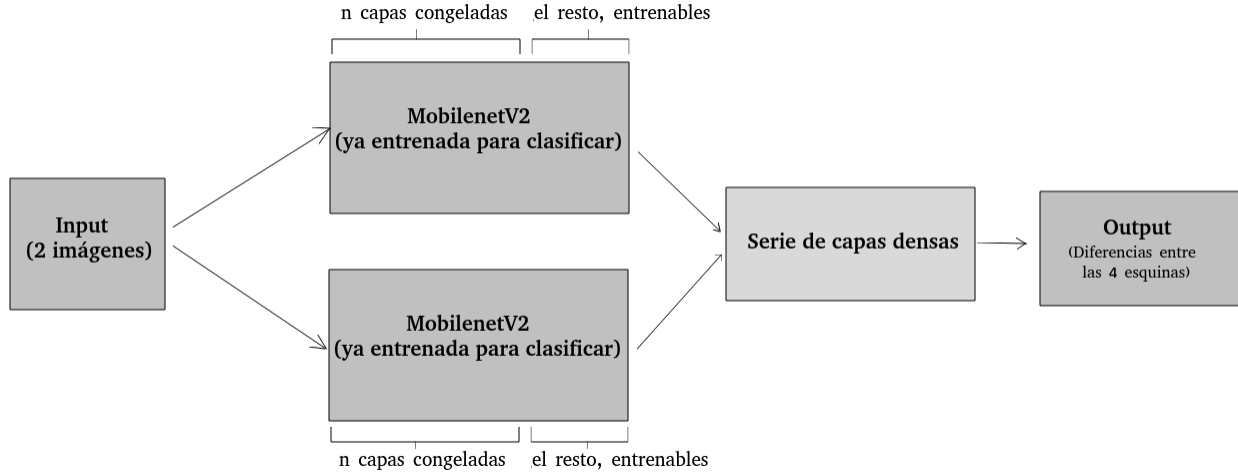 n capas congeladas
el resto, entrenables
MobilenetV2
(ya entrenada para clasificar)
Input
(2 imágenes)
Serie de capas densas
Output
(Diferencias entre
las 4 esquinas)
MobilenetV2
(ya entrenada para clasificar)
n capas congeladas
el resto, entrenables